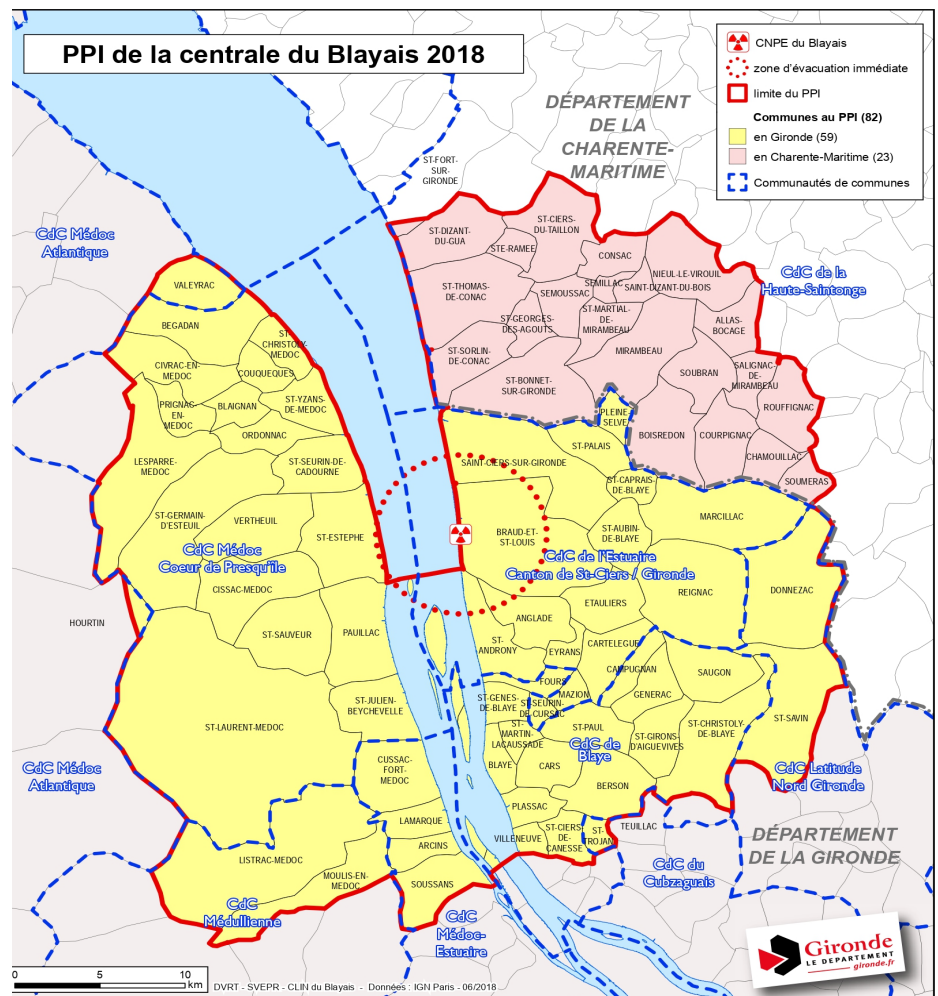 PPI de la centrale du Blayais 2018
CNPE du Blayais
zone d'évacuation immédiate
limite du PPI
Communes au PPI (82)
en Gironde (59)
en Charente-Maritime (23)
Communautés de communes
DÉPARTEMENT
DE LA
CHARENTE-
MARITIME
ST-FORT-
SUR-
GIRONDE
CdC Médoc
Atlantique
ST-DIZANT-
DU-GUA
ST-CIERS-
DU-TAILLON
STE-RAMEE
CONSAC
NIEUL-LE-VIROUIL
CdC de la
Haute-Saintonge
VALEYRAC
ST-THOMAS-
DE-CONAC
SEMOUSSAC
SEMILLAC
SAINT-DIZANT-DU-BOIS
BEGADAN
ST-GEORGES-
DES-AGOUTS
ST-MARTIAL-
DE-
MIRAMBEAU
ALLAS-
BOCAGE
ST-
CHRISTOLY-
MEDOC
ST-SORLIN-
DE-CONAC
MIRAMBEAU
CIVRAC-EN-
MEDOC
COUQUEQUES
SOUBRAN
SALIGNAC-
DE-
MIRAMBEAU
ST-BONNET-
SUR-GIRONDE
PRIGNAC-
EN-
MEDOC
BLAIGNAN
ST-YZANS-
DE-MEDOC
ROUFFIGNAC
PLEINE-
SELVE
ORDONNAC
BOISREDON
COURPIGNAC
ST-PALAIS
CHAMOUILLAC
LESPARRE-
MEDOC
ST-SEURIN-DE-
CADOURNE
SAINT-CIERS-SUR-GIRONDE
SOUMERAS
ST-CAPRAIS-
DE-BLAYE
ST-GERMAIN-
D'ESTEUIL
VERTHEUIL
MARCILLAC
ST-ESTEPHE
BRAUD-ET-
ST-LOUIS
ST-AUBIN-
DE-BLAYE
CdC Médoc
Coeur de Presqu'île
CdC de l'Estuaire
Canton de St-Ciers / Gironde
CISSAC-MEDOC
REIGNAC
DONNEZAC
ETAULIERS
HOURTIN
ANGLADE
ST-SAUVEUR
PAUILLAC
ST-
ANDRONY
EYRANS
CARTELEGUE
CAMPUGNAN
SAUGON
FOURS
MAZION
GENERAC
ST-JULIEN-
BEYCHEVELLE
ST-GENES-
DE-BLAYE
ST-SEURIN-
DE-CURSAC
ST-LAURENT-MEDOC
ST-
MARTIN-
LACAUSSADE
ST-PAUL
ST-GIRONS-
D'AIGUEVIVES
ST-CHRISTOLY-
DE-BLAYE
ST-SAVIN
CdC de
Blaye
CdC Médoc
Atlantique
CUSSAC-
FORT-
MEDOC
BLAYE
CARS
CdC Latitude
Nord Gironde
BERSON
PLASSAC
LAMARQUE
TEUILLAC
DÉPARTEMENT
DE LA GIRONDE
VILLENEUVE
ST-CIERS-
DE-
CANESSE
ST-
TROJAN
ARCINS
LISTRAC-MEDOC
CdC du
Cubzaguais
MOULIS-EN-
MEDOC
SOUSSANS
CdC
Médullienne
CdC
Médoc-
Estuaire
Gironde
LE DEPARTEMENT
gironde.fr
0 5 10
km
DVRT - SVEPR - CLIN du Blayais - Données : IGN Paris - 06/2018